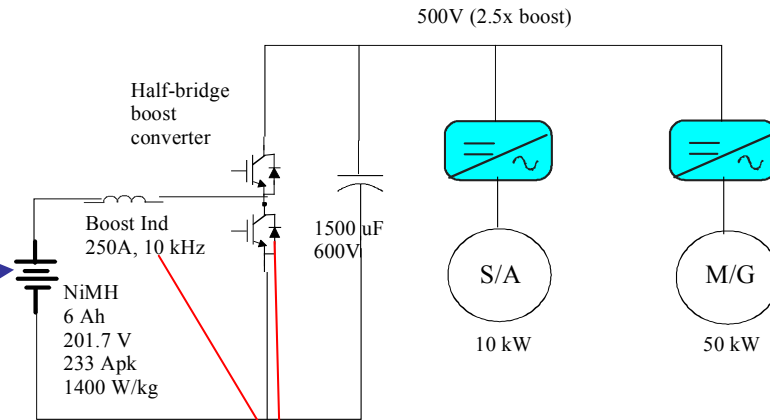 500V (2.5x boost)
Half-bridge
boost
converter
Boost Ind
250A, 10 kHz
1500 uF
600V
NiMH
6 Ah
201.7 V
233 Apk
1400 W/kg
S/A
10 kW
M/G
50 kW